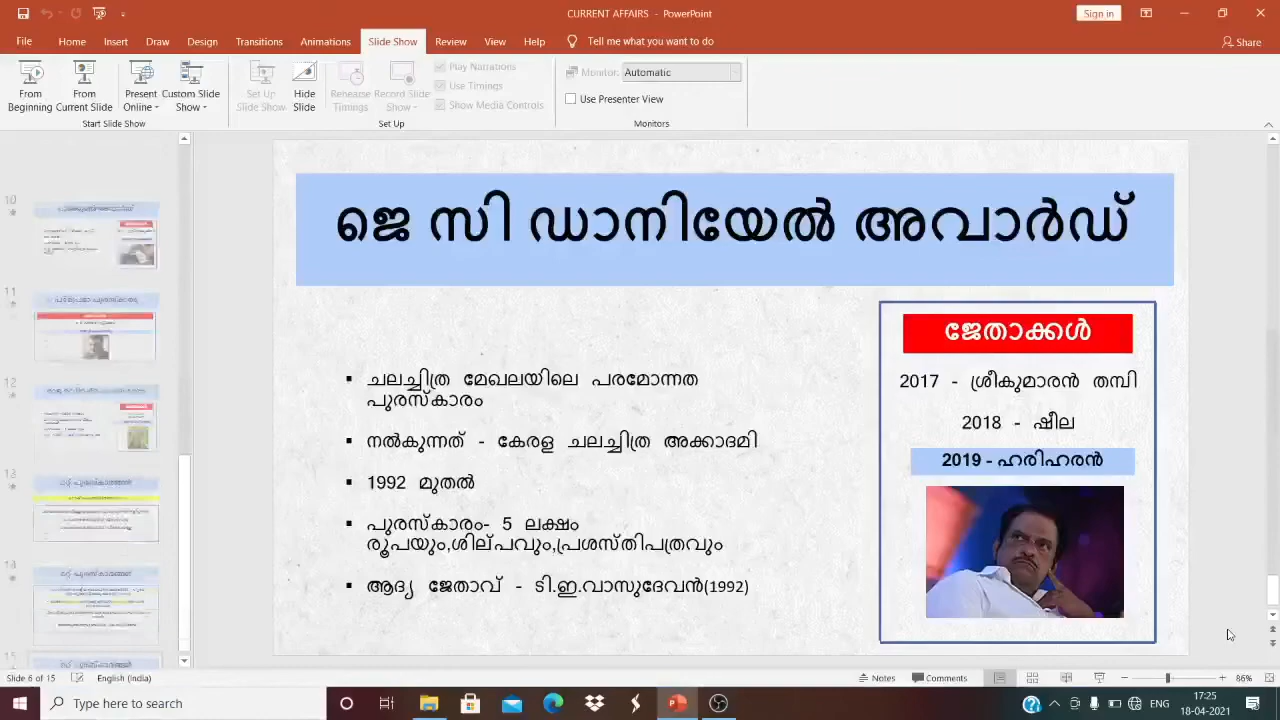 CURRENT AFFAIRS - PowerPoint
Sign in
File Home Insert Draw Design Transitions Animations Slide Show Review View Help Tell me what you want to do
Share
From Beginning
From Current Slide
Present Online
Custom Slide Show
Set Up Slide Show
Hide Slide
Rehearse Timings
Record Slide Show
Play Narrations
Use Timings
Show Media Controls
Monitor: Automatic
Use Presenter View
Start Slide Show
Set Up
Monitors
10
11
12
13
15
ജെ സി ഡാനിയേൽ അവാർഡ്
▪ ചലച്ചിത്ര മേഖലയിലെ പരമോന്നത
പുരസ്കാരം
▪ നൽകുന്നത് - കേരള ചലച്ചിത്ര അക്കാദമി
▪ 1992 മുതൽ
▪ പുരസ്കാരം- 5 ലക്ഷം
രൂപയും,ശില്പവും,പ്രശസ്തിപത്രവും
▪ ആദ്യ ജേതാവ് - ടി.ഇ.വാസുദേവൻ(1992)
ജേതാക്കൾ
2017 - ശ്രീകുമാരൻ തമ്പി
2018 - ഷീല
2019 - ഹരിഹരൻ
Slide 6 of 15 English (India)
Notes Comments 86%
Type here to search
17:25
18-04-2021